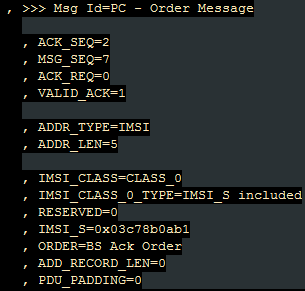 , >>> Msg Id=PC - Order Message
, ACK_SEQ=2
, MSG_SEQ=7
, ACK_REQ=0
, VALID_ACK=1
, ADDR_TYPE=IMSI
, ADDR_LEN=5
, IMSI_CLASS=CLASS_0
, IMSI_CLASS_0_TYPE=IMSI_S included
, RESERVED=0
, IMSI_S=0x03c78b0ab1
, ORDER=BS Ack Order
, ADD_RECORD_LEN=0
, PDU_PADDING=0